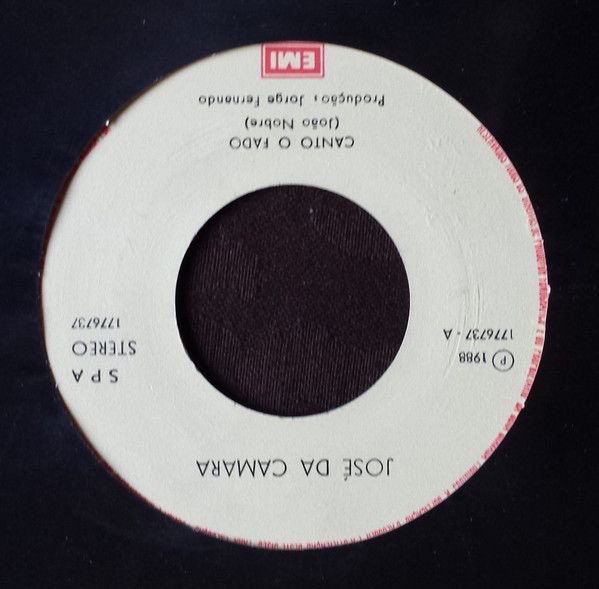 JOSÉ DA CAMARA
S P A
STEREO
1776737
Ⓟ 1988
1776737 - A
CANTO O FADO
(João Nobre)
Produção: Jorge Fernando
EMI